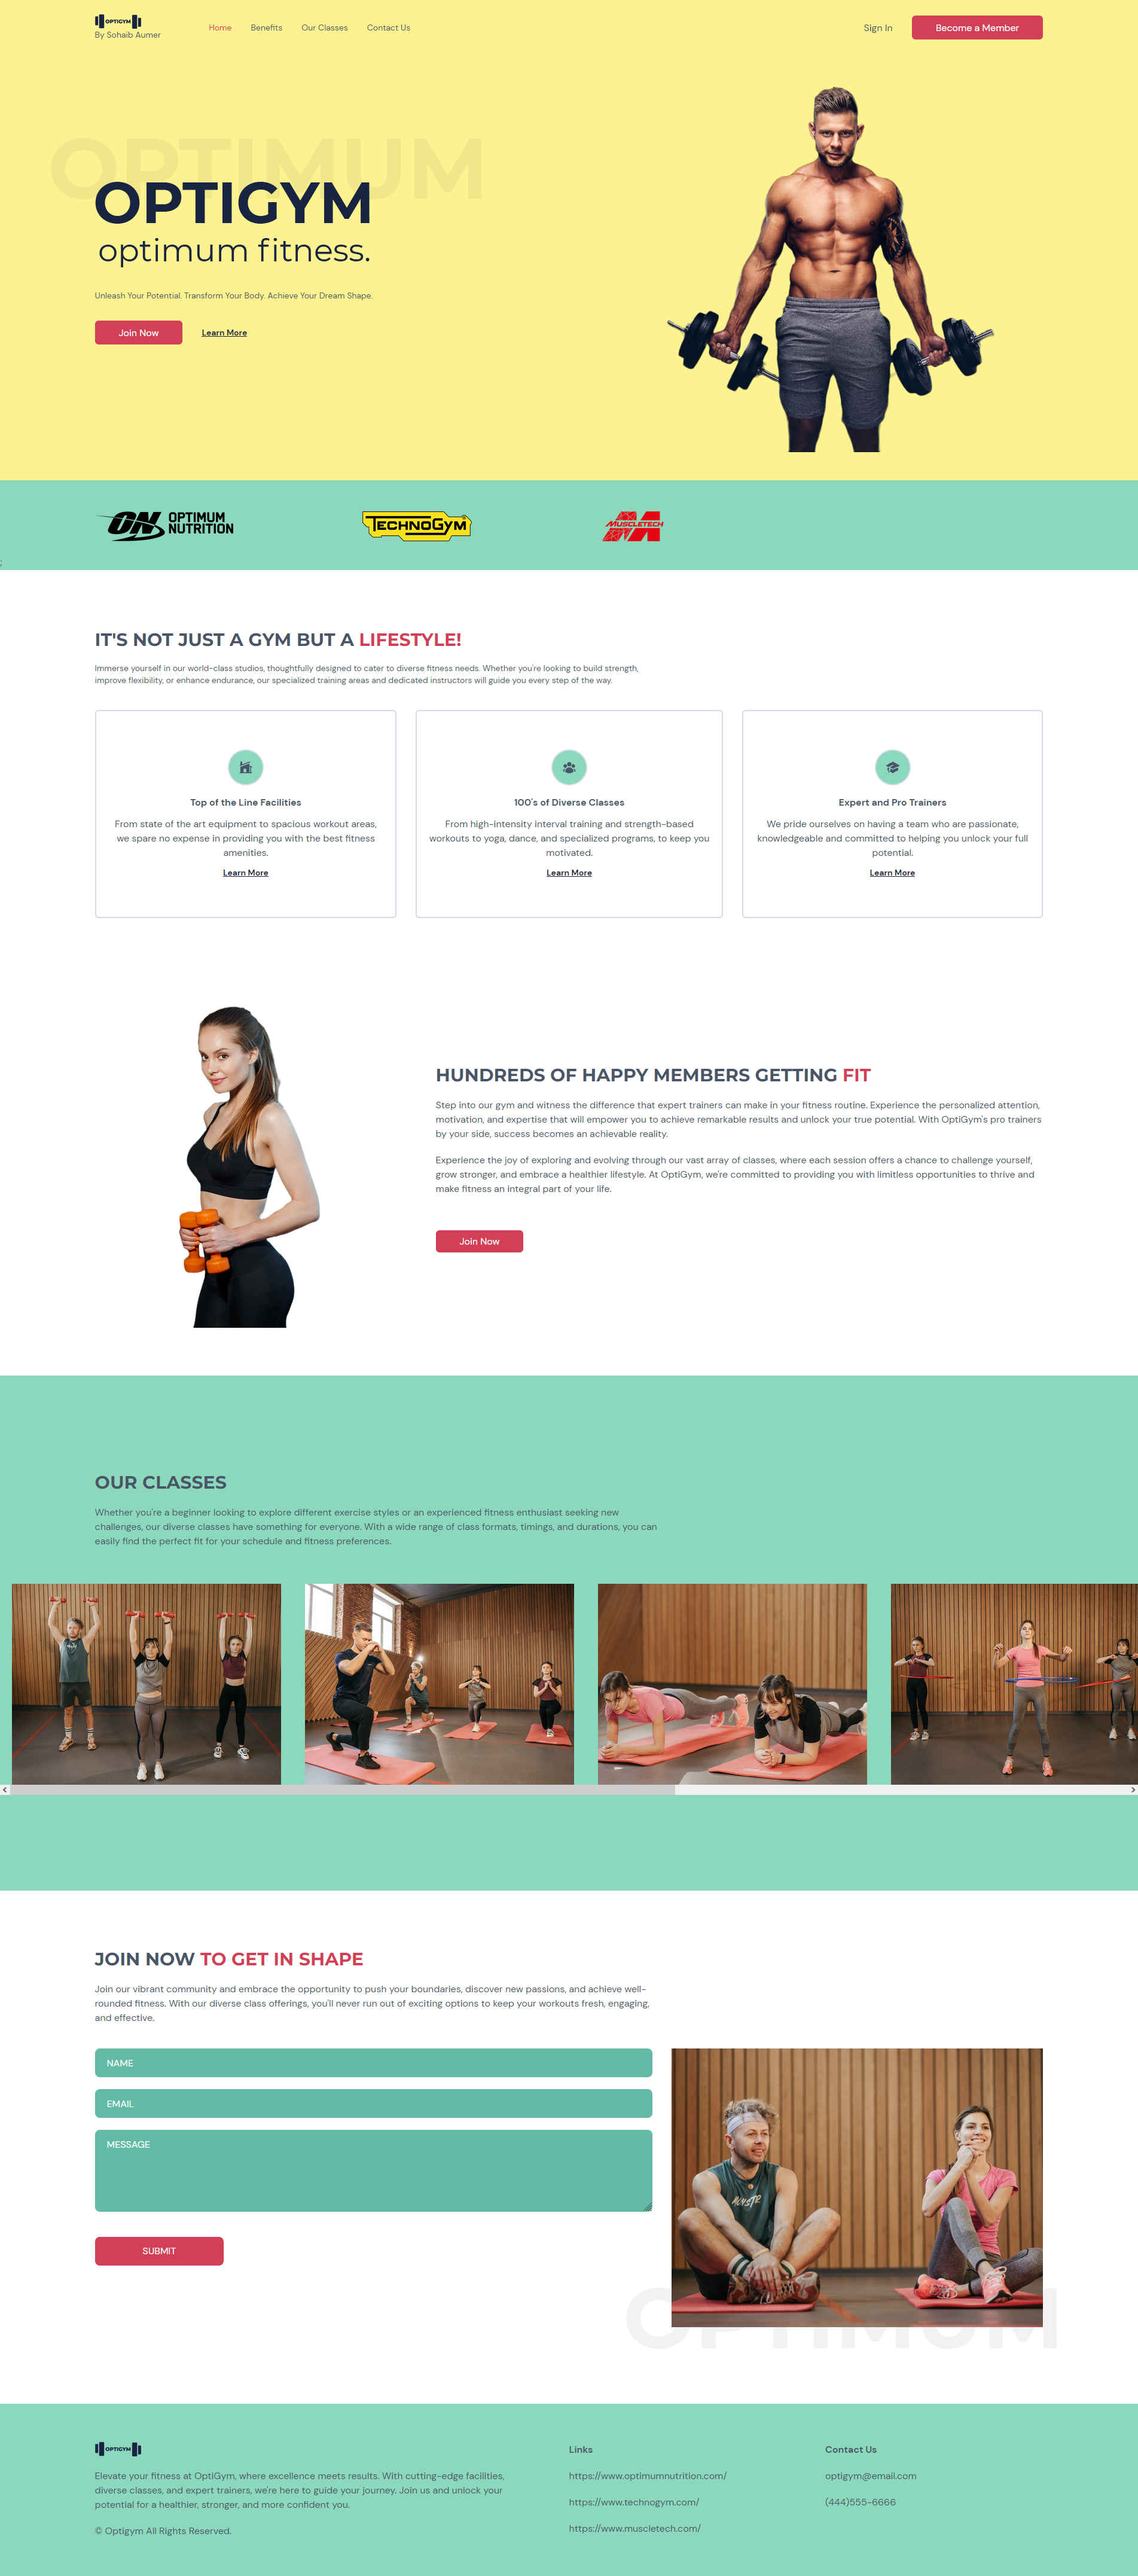 OPTIGYM
By Sohaib Aumer
Home
Benefits
Our Classes
Contact Us
Sign In
Become a Member
OPTIMUM
OPTIGYM
optimum fitness.
Unleash Your Potential. Transform Your Body. Achieve Your Dream Shape.
Join Now
Learn More
ON OPTIMUM
NUTRITION
TECHNOGYM
MUSCLETECH
;
IT'S NOT JUST A GYM BUT A LIFESTYLE!
Immerse yourself in our world-class studios, thoughtfully designed to cater to diverse fitness needs. Whether you're looking to build strength,
improve flexibility, or enhance endurance, our specialized training areas and dedicated instructors will guide you every step of the way.
Top of the Line Facilities
From state of the art equipment to spacious workout areas,
we spare no expense in providing you with the best fitness
amenities.
Learn More
100's of Diverse Classes
From high-intensity interval training and strength-based
workouts to yoga, dance, and specialized programs, to keep you
motivated.
Learn More
Expert and Pro Trainers
We pride ourselves on having a team who are passionate,
knowledgeable and committed to helping you unlock your full
potential.
Learn More
HUNDREDS OF HAPPY MEMBERS GETTING FIT
Step into our gym and witness the difference that expert trainers can make in your fitness routine. Experience the personalized attention,
motivation, and expertise that will empower you to achieve remarkable results and unlock your true potential. With OptiGym's pro trainers
by your side, success becomes an achievable reality.
Experience the joy of exploring and evolving through our vast array of classes, where each session offers a chance to challenge yourself,
grow stronger, and embrace a healthier lifestyle. At OptiGym, we're committed to providing you with limitless opportunities to thrive and
make fitness an integral part of your life.
Join Now
OUR CLASSES
Whether you're a beginner looking to explore different exercise styles or an experienced fitness enthusiast seeking new
challenges, our diverse classes have something for everyone. With a wide range of class formats, timings, and durations, you can
easily find the perfect fit for your schedule and fitness preferences.
JOIN NOW TO GET IN SHAPE
Join our vibrant community and embrace the opportunity to push your boundaries, discover new passions, and achieve well-
rounded fitness. With our diverse class offerings, you'll never run out of exciting options to keep your workouts fresh, engaging,
and effective.
NAME
EMAIL
MESSAGE
SUBMIT
OPTIMUM
OPTIGYM
Elevate your fitness at OptiGym, where excellence meets results. With cutting-edge facilities,
diverse classes, and expert trainers, we're here to guide your journey. Join us and unlock your
potential for a healthier, stronger, and more confident you.
© Optigym All Rights Reserved.
Links
https://www.optimumnutrition.com/
https://www.technogym.com/
https://www.muscletech.com/
Contact Us
optigym@email.com
(444)555-6666